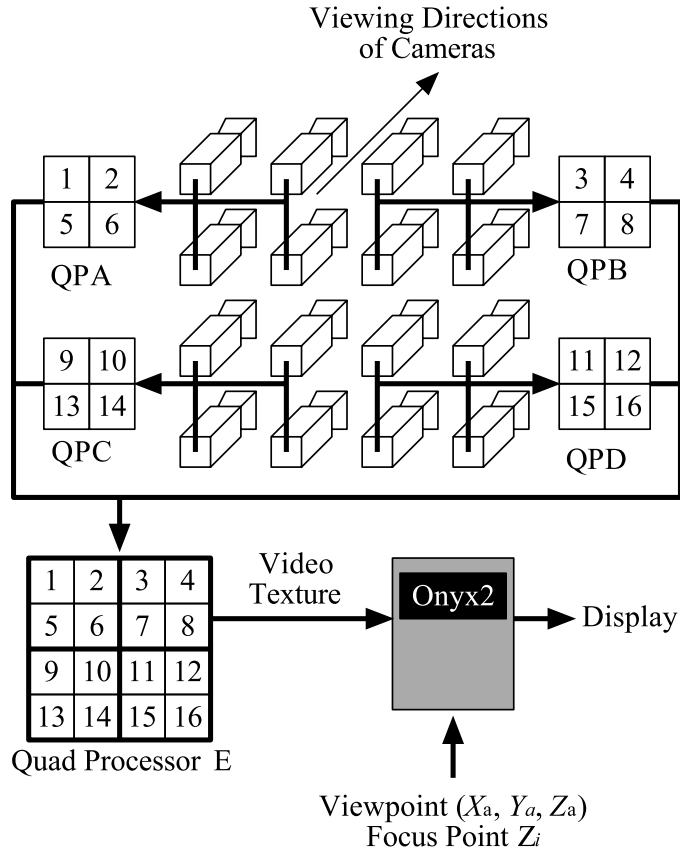 Viewing Directions
of Cameras
1 2
5 6
QPA
3 4
7 8
QPB
9 10
13 14
QPC
11 12
15 16
QPD
1 2 3 4
5 6 7 8
9 10 11 12
13 14 15 16
Quad Processor E
Video
Texture
Onyx2
Display
Viewpoint (Xa, Ya, Za)
Focus Point Zi